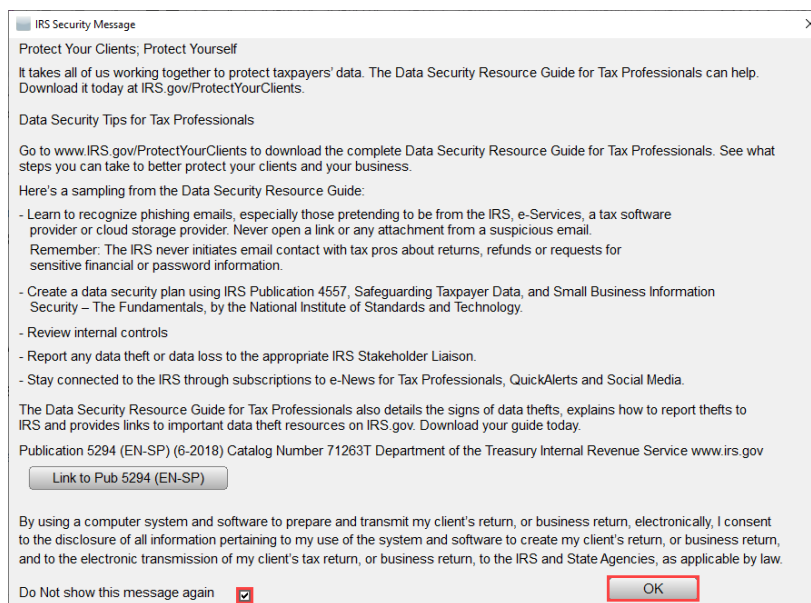 IRS Security Message
Protect Your Clients; Protect Yourself
It takes all of us working together to protect taxpayers' data. The Data Security Resource Guide for Tax Professionals can help.
Download it today at IRS.gov/ProtectYourClients.
Data Security Tips for Tax Professionals
Go to www.IRS.gov/ProtectYourClients to download the complete Data Security Resource Guide for Tax Professionals. See what
steps you can take to better protect your clients and your business.
Here's a sampling from the Data Security Resource Guide:
- Learn to recognize phishing emails, especially those pretending to be from the IRS, e-Services, a tax software
provider or cloud storage provider. Never open a link or any attachment from a suspicious email.
Remember: The IRS never initiates email contact with tax pros about returns, refunds or requests for
sensitive financial or password information.
- Create a data security plan using IRS Publication 4557, Safeguarding Taxpayer Data, and Small Business Information
Security – The Fundamentals, by the National Institute of Standards and Technology.
- Review internal controls
- Report any data theft or data loss to the appropriate IRS Stakeholder Liaison.
- Stay connected to the IRS through subscriptions to e-News for Tax Professionals, QuickAlerts and Social Media.
The Data Security Resource Guide for Tax Professionals also details the signs of data thefts, explains how to report thefts to
IRS and provides links to important data theft resources on IRS.gov. Download your guide today.
Publication 5294 (EN-SP) (6-2018) Catalog Number 71263T Department of the Treasury Internal Revenue Service www.irs.gov
Link to Pub 5294 (EN-SP)
By using a computer system and software to prepare and transmit my client's return, or business return, electronically, I consent
to the disclosure of all information pertaining to my use of the system and software to create my client's return, or business return,
and to the electronic transmission of my client's tax return, or business return, to the IRS and State Agencies, as applicable by law.
Do Not show this message again
OK